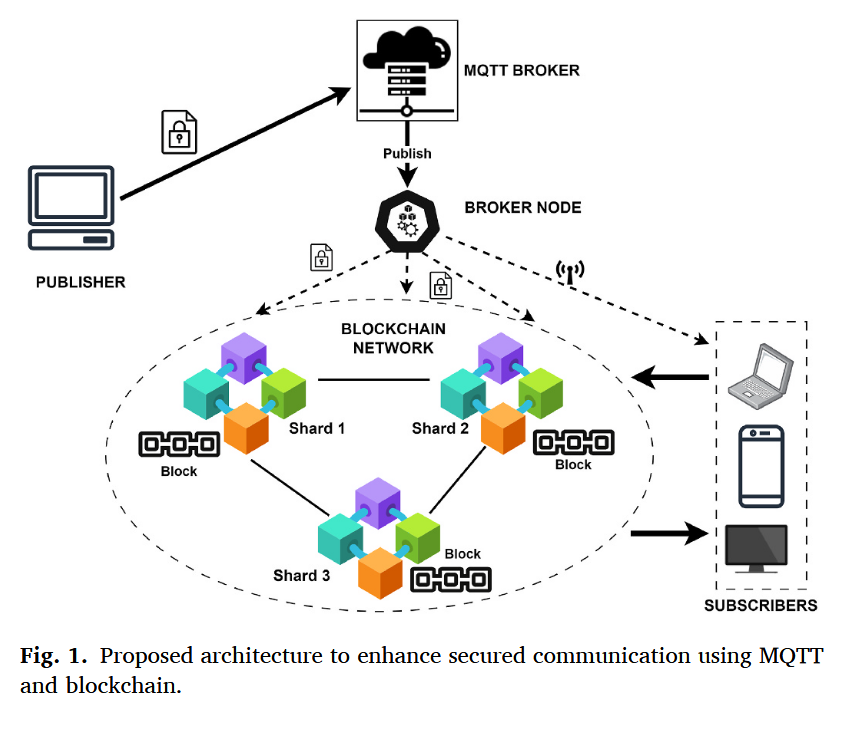 MQTT BROKER
Publish
BROKER NODE
PUBLISHER
BLOCKCHAIN
NETWORK
Shard 1
Shard 2
Block
Block
Block
Shard 3
SUBSCRIBERS
Fig. 1. Proposed architecture to enhance secured communication using MQTT
and blockchain.